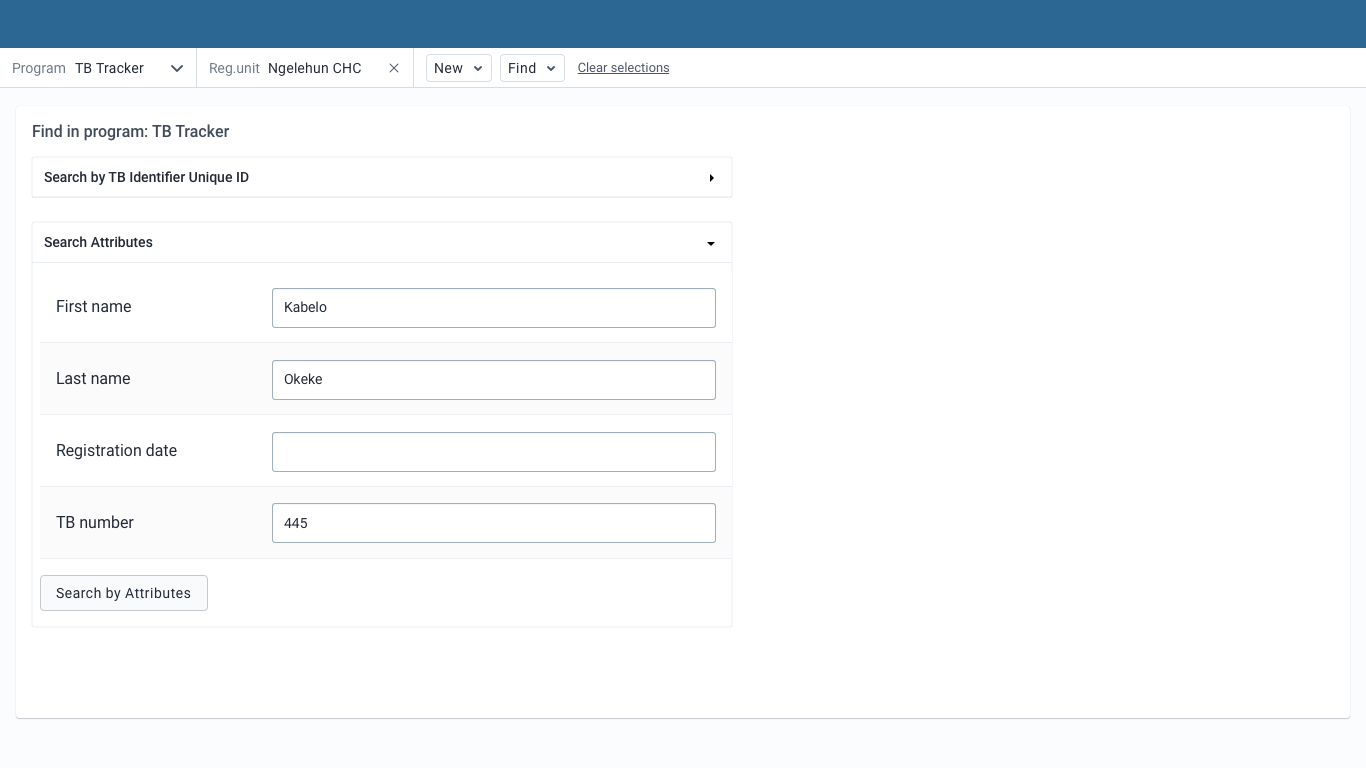 Program TB Tracker Reg.unit Ngelehun CHC New Find Clear selections
Find in program: TB Tracker
Search by TB Identifier Unique ID
Search Attributes
First name Kabelo
Last name Okeke
Registration date
TB number 445
Search by Attributes